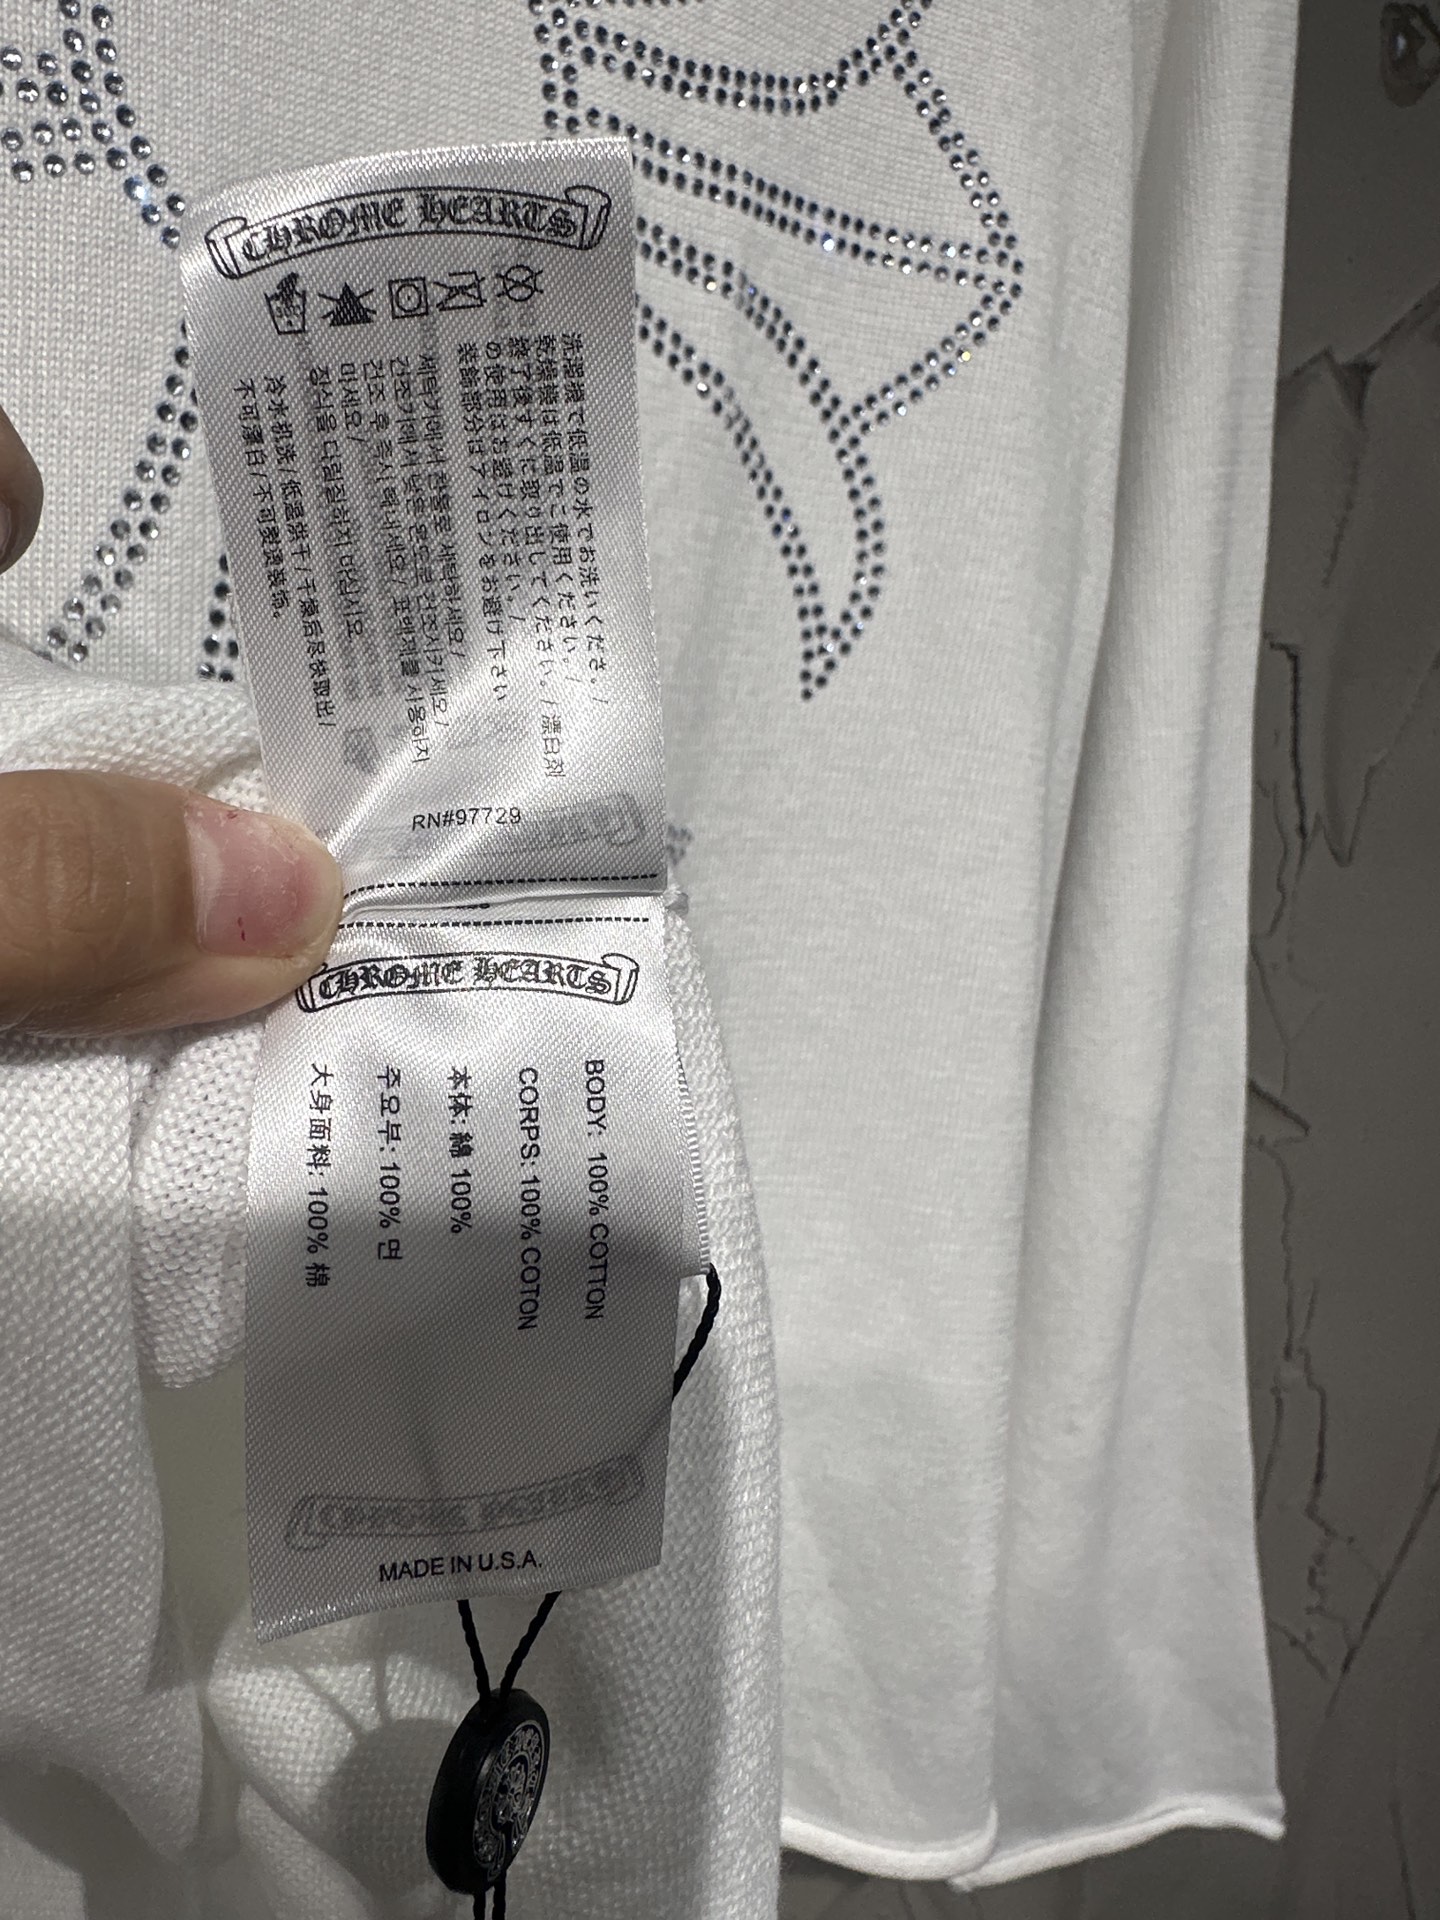 CHROME HEARTS
洗濯機で低温の水でお洗いください。/
乾燥機は低温でご使用ください。/
終了後すぐに取り出してください。/ 漂白剤
の使用はお避けください。/
装飾部分はアイロンをお避け下さい
세탁기에서 찬물로 세탁하세요/
건조기에서 낮은 온도로 건조시키세요/
건조 후 즉시 꺼내세요/ 표백제를 사용하지
마세요/
장식을 다림질하지 마십시오
冷水机洗/低温烘干/干燥后尽快取出/
不可漂白/不可熨烫装饰。
RN#97729
CHROME HEARTS
BODY: 100% COTTON
CORPS: 100% COTON
本体: 綿 100%
주요부: 100% 면
大身面料: 100% 棉
MADE IN U.S.A.